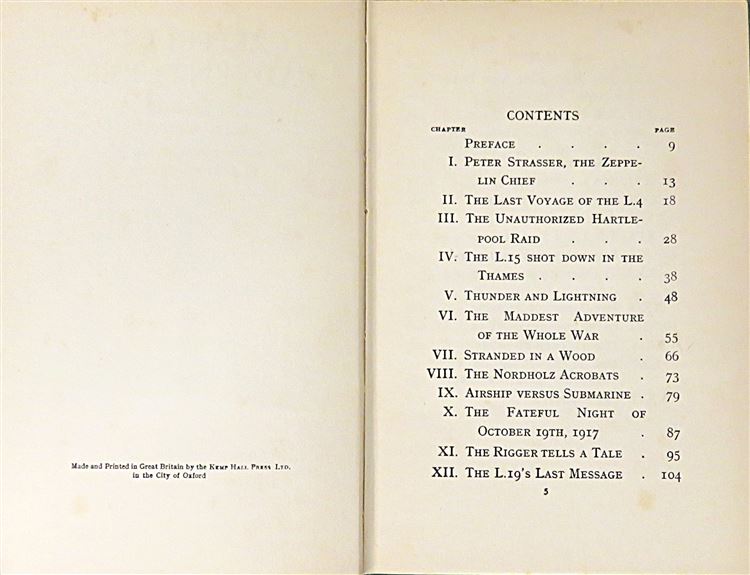 Made and Printed in Great Britain by the KEMP HALL PRESS LTD.
in the City of Oxford
CONTENTS
CHAPTER PAGE
PREFACE . . . . 9
I. PETER STRASSER, THE ZEPPE-
LIN CHIEF . . . 13
II. THE LAST VOYAGE OF THE L.4 18
III. THE UNAUTHORIZED HARTLE-
POOL RAID . . . 28
IV. THE L.15 SHOT DOWN IN THE
THAMES . . . . 38
V. THUNDER AND LIGHTNING . 48
VI. THE MADDEST ADVENTURE
OF THE WHOLE WAR . 55
VII. STRANDED IN A WOOD . 66
VIII. THE NORDHOLZ ACROBATS . 73
IX. AIRSHIP VERSUS SUBMARINE . 79
X. THE FATEFUL NIGHT OF
OCTOBER 19TH, 1917 . 87
XI. THE RIGGER TELLS A TALE . 95
XII. THE L.19'S LAST MESSAGE . 104
5